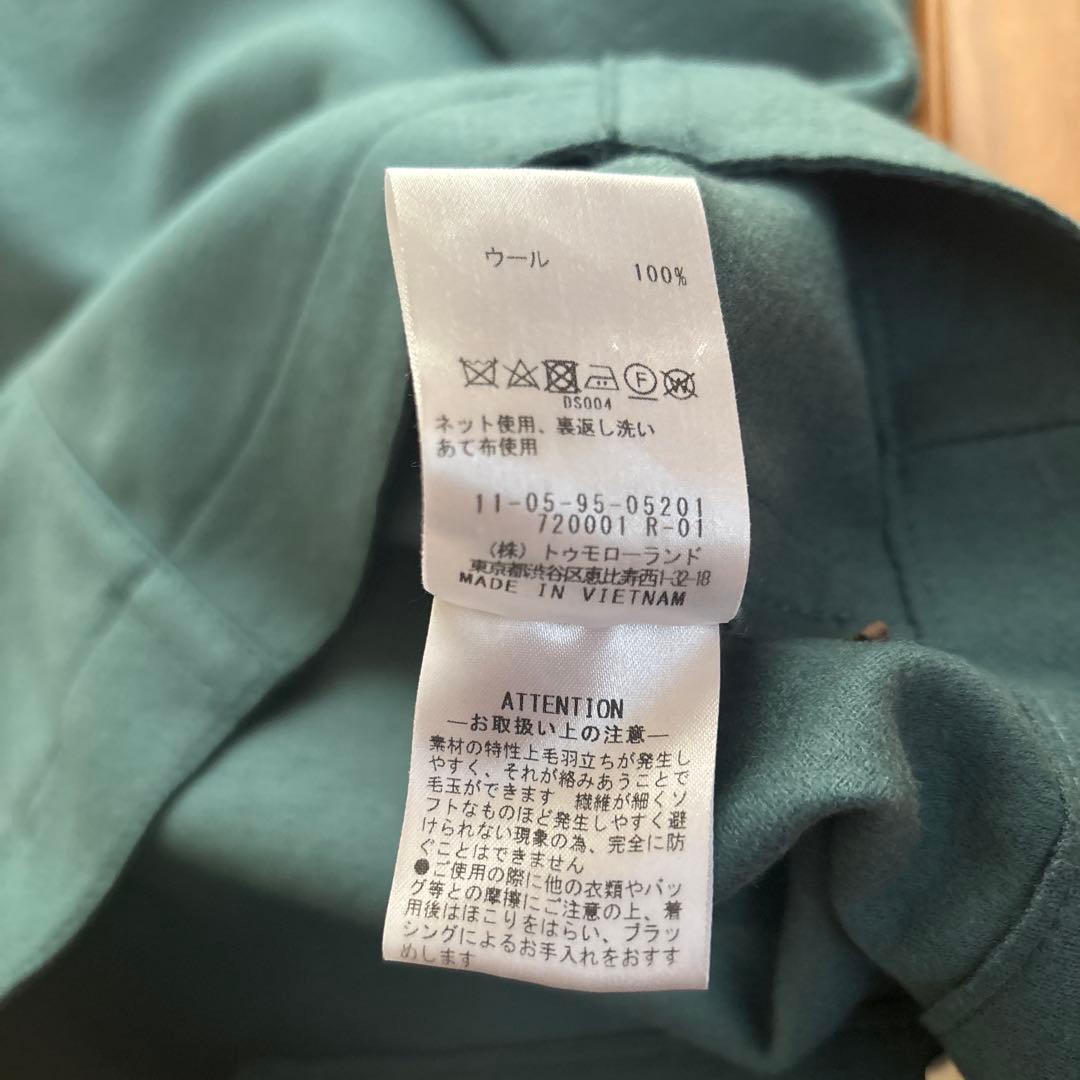 ウール 100%
F W
DS004
ネット使用、裏返し洗い
あて布使用
11-05-95-05201
720001 R-01
（株）トゥモローランド
東京都渋谷区恵比寿西1-32-18
MADE IN VIETNAM
ATTENTION
―お取扱い上の注意―
素材の特性上毛羽立ちが発生し
やすく、それが絡みあうことで
毛玉ができます 繊維が細くソ
フトなものほど発生しやすく避
けられない現象の為、完全に防
ぐことはできません
●ご使用の際に他の衣類やバッ
グ等との摩擦にご注意の上、着
用後はほこりをはらい、ブラッ
シングによるお手入れをおすす
めします